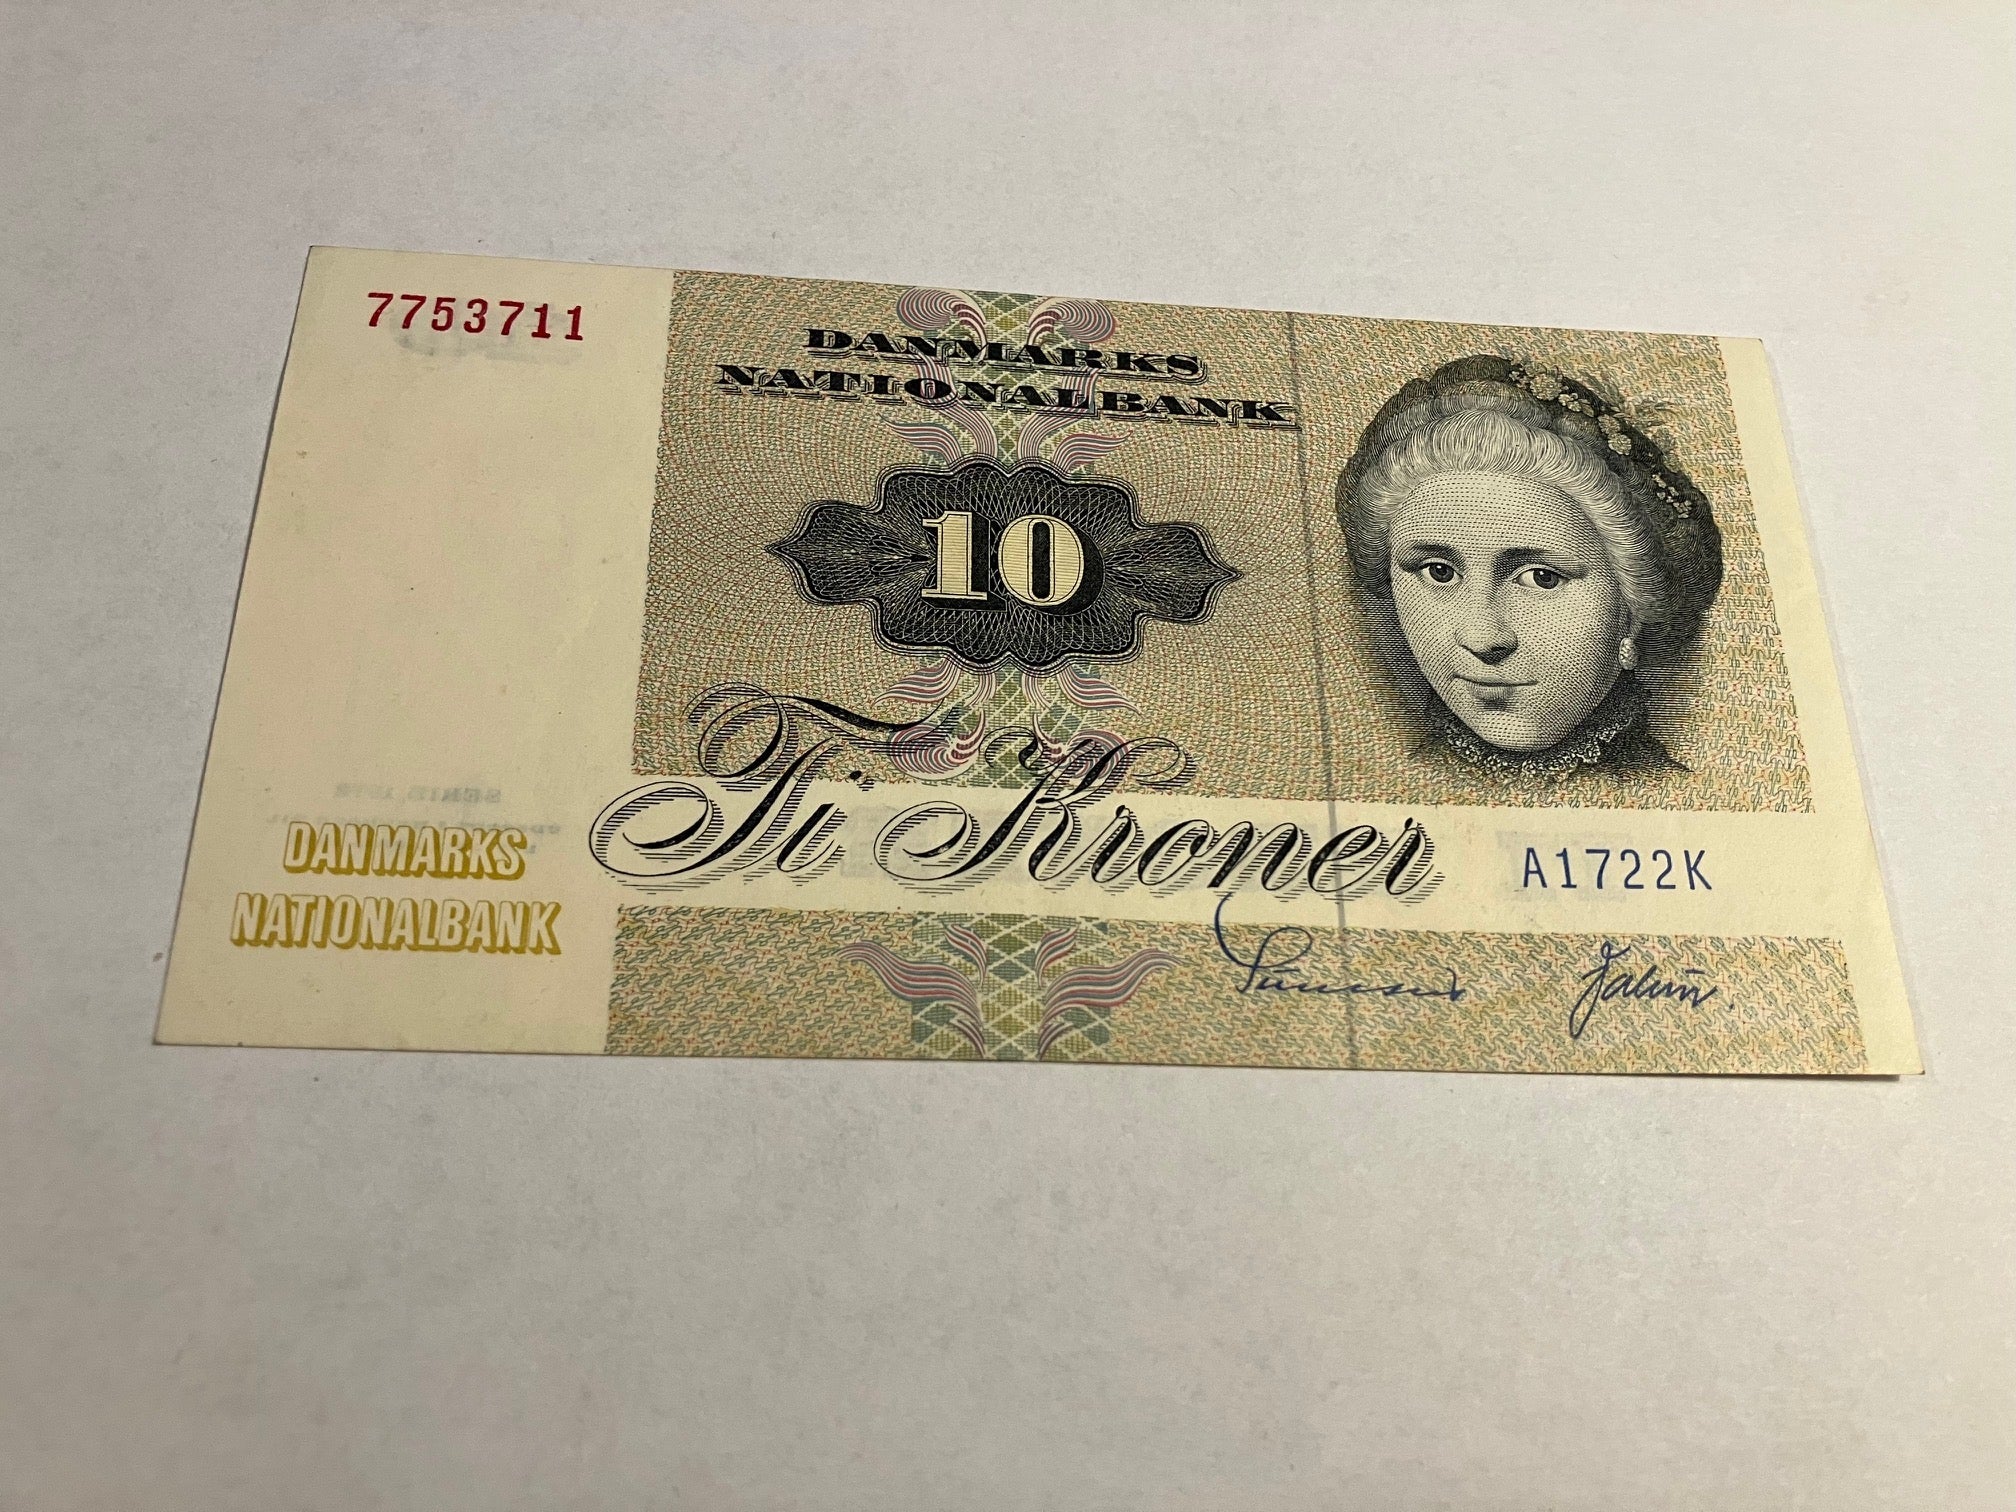 7753711
DANMARKS
NATIONALBANK
10
Ti Kroner
A1722K
DANMARKS
NATIONALBANK